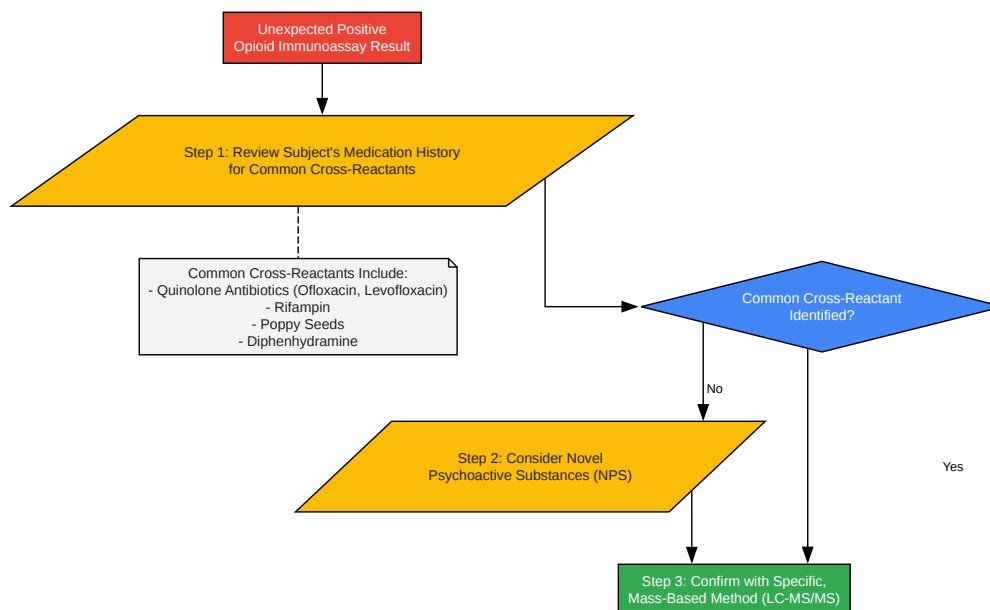 Unexpected Positive
Opioid Immunoassay Result
Step 1: Review Subject's Medication History
for Common Cross-Reactants
Common Cross-Reactants Include:
- Quinolone Antibiotics (Ofloxacin, Levofloxacin)
- Rifampin
- Poppy Seeds
- Diphenhydramine
Common Cross-Reactant
Identified?
No
Yes
Step 2: Consider Novel
Psychoactive Substances (NPS)
Step 3: Confirm with Specific,
Mass-Based Method (LC-MS/MS)